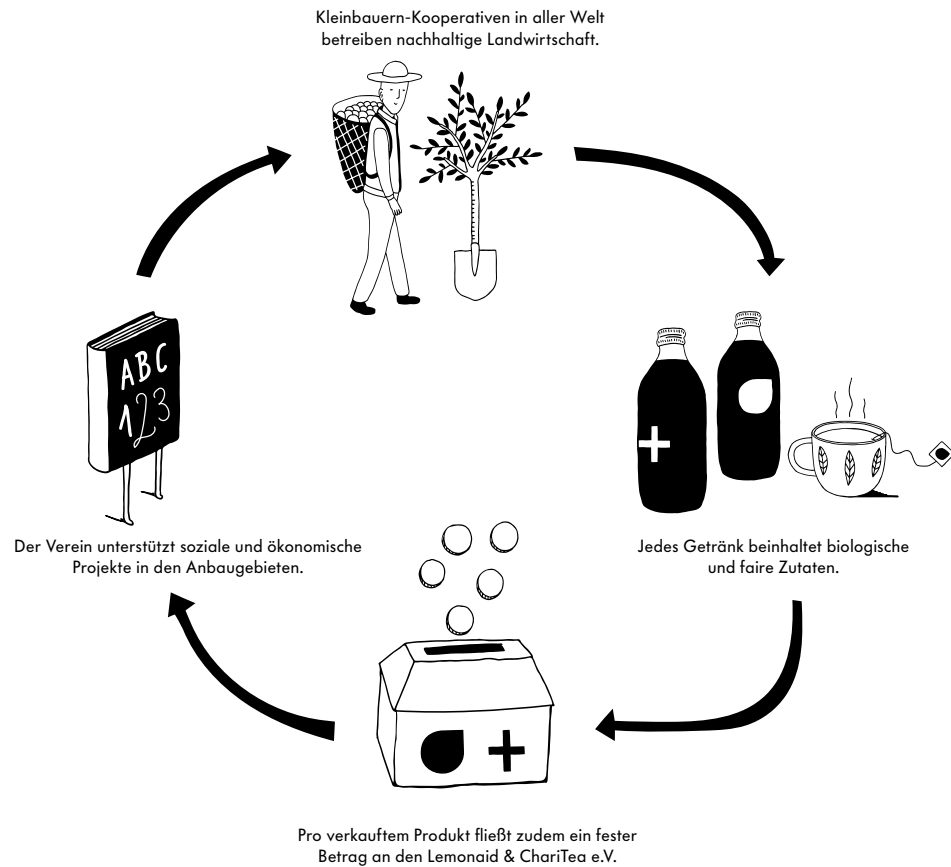 Kleinbauern-Kooperativen in aller Welt
betreiben nachhaltige Landwirtschaft.
ABC
123
Jedes Getränk beinhaltet biologische
und faire Zutaten.
Der Verein unterstützt soziale und ökonomische
Projekte in den Anbaugebieten.
Pro verkauftem Produkt fließt zudem ein fester
Betrag an den Lemonaid & ChariTea e.V.